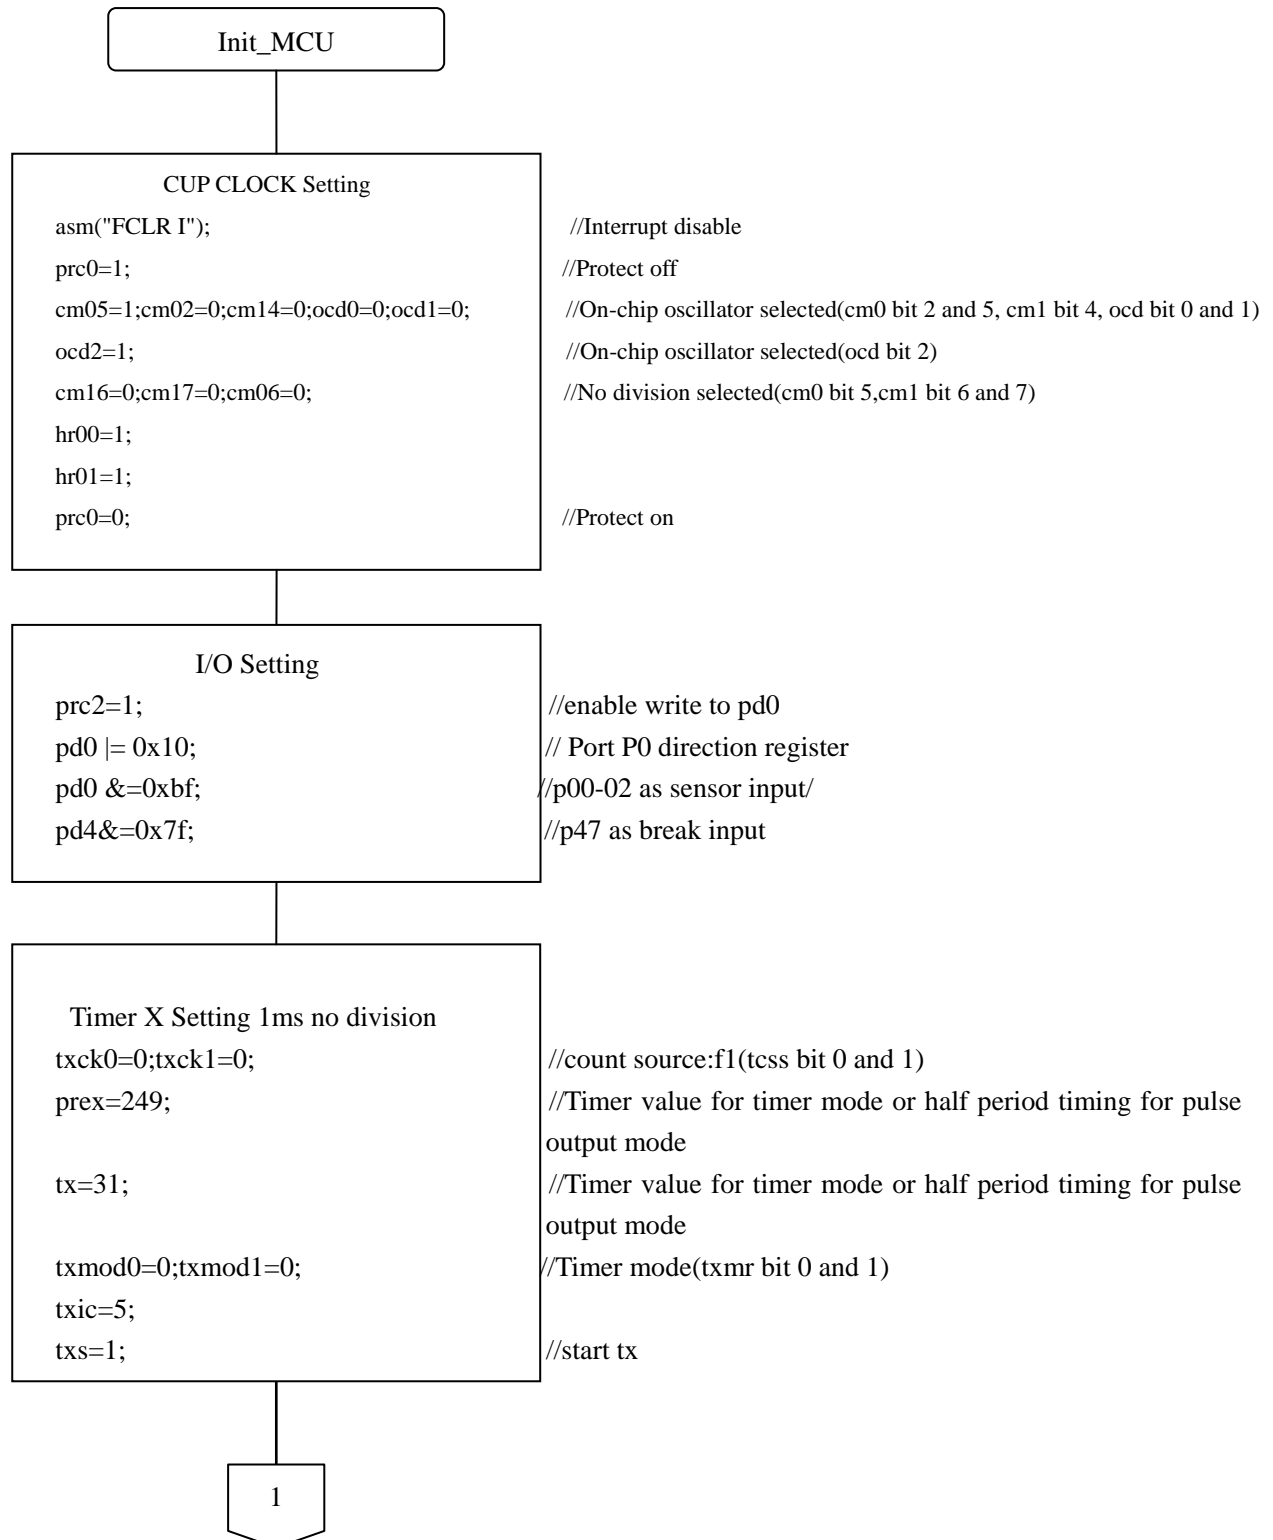 Init_MCU
CUP CLOCK Setting
asm("FCLR I"); //Interrupt disable
prc0=1; //Protect off
cm05=1;cm02=0;cm14=0;ocd0=0;ocd1=0; //On-chip oscillator selected(cm0 bit 2 and 5, cm1 bit 4, ocd bit 0 and 1)
ocd2=1; //On-chip oscillator selected(ocd bit 2)
cm16=0;cm17=0;cm06=0; //No division selected(cm0 bit 5,cm1 bit 6 and 7)
hr00=1;
hr01=1;
prc0=0; //Protect on
I/O Setting
prc2=1; //enable write to pd0
pd0 |= 0x10; // Port P0 direction register
pd0 &=0xbf; //p00-02 as sensor input/
pd4&=0x7f; //p47 as break input
Timer X Setting 1ms no division
txck0=0;txck1=0; //count source:f1(tcss bit 0 and 1)
prex=249; //Timer value for timer mode or half period timing for pulse
output mode
tx=31; //Timer value for timer mode or half period timing for pulse
output mode
txmod0=0;txmod1=0; //Timer mode(txmr bit 0 and 1)
txic=5;
txs=1; //start tx
1